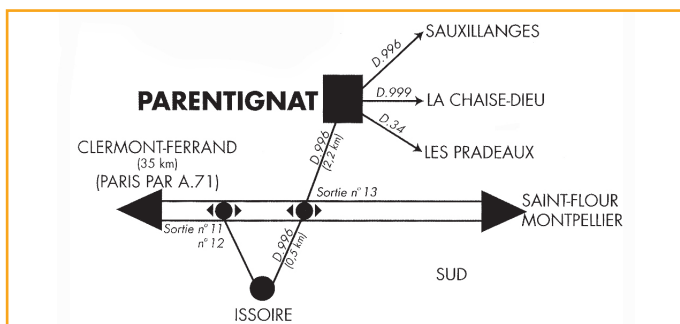 SAUXILLANGES
D.996
PARENTIGNAT
D.999
LA CHAISE-DIEU
D.34
LES PRADEAUX
CLERMONT-FERRAND
(35 km)
(PARIS PAR A.71)
D.996
(2,2 km)
Sortie n° 13
SAINT-FLOUR
MONTPELLIER
Sortie n° 11
n° 12
D.996
(0,5 km)
SUD
ISSOIRE